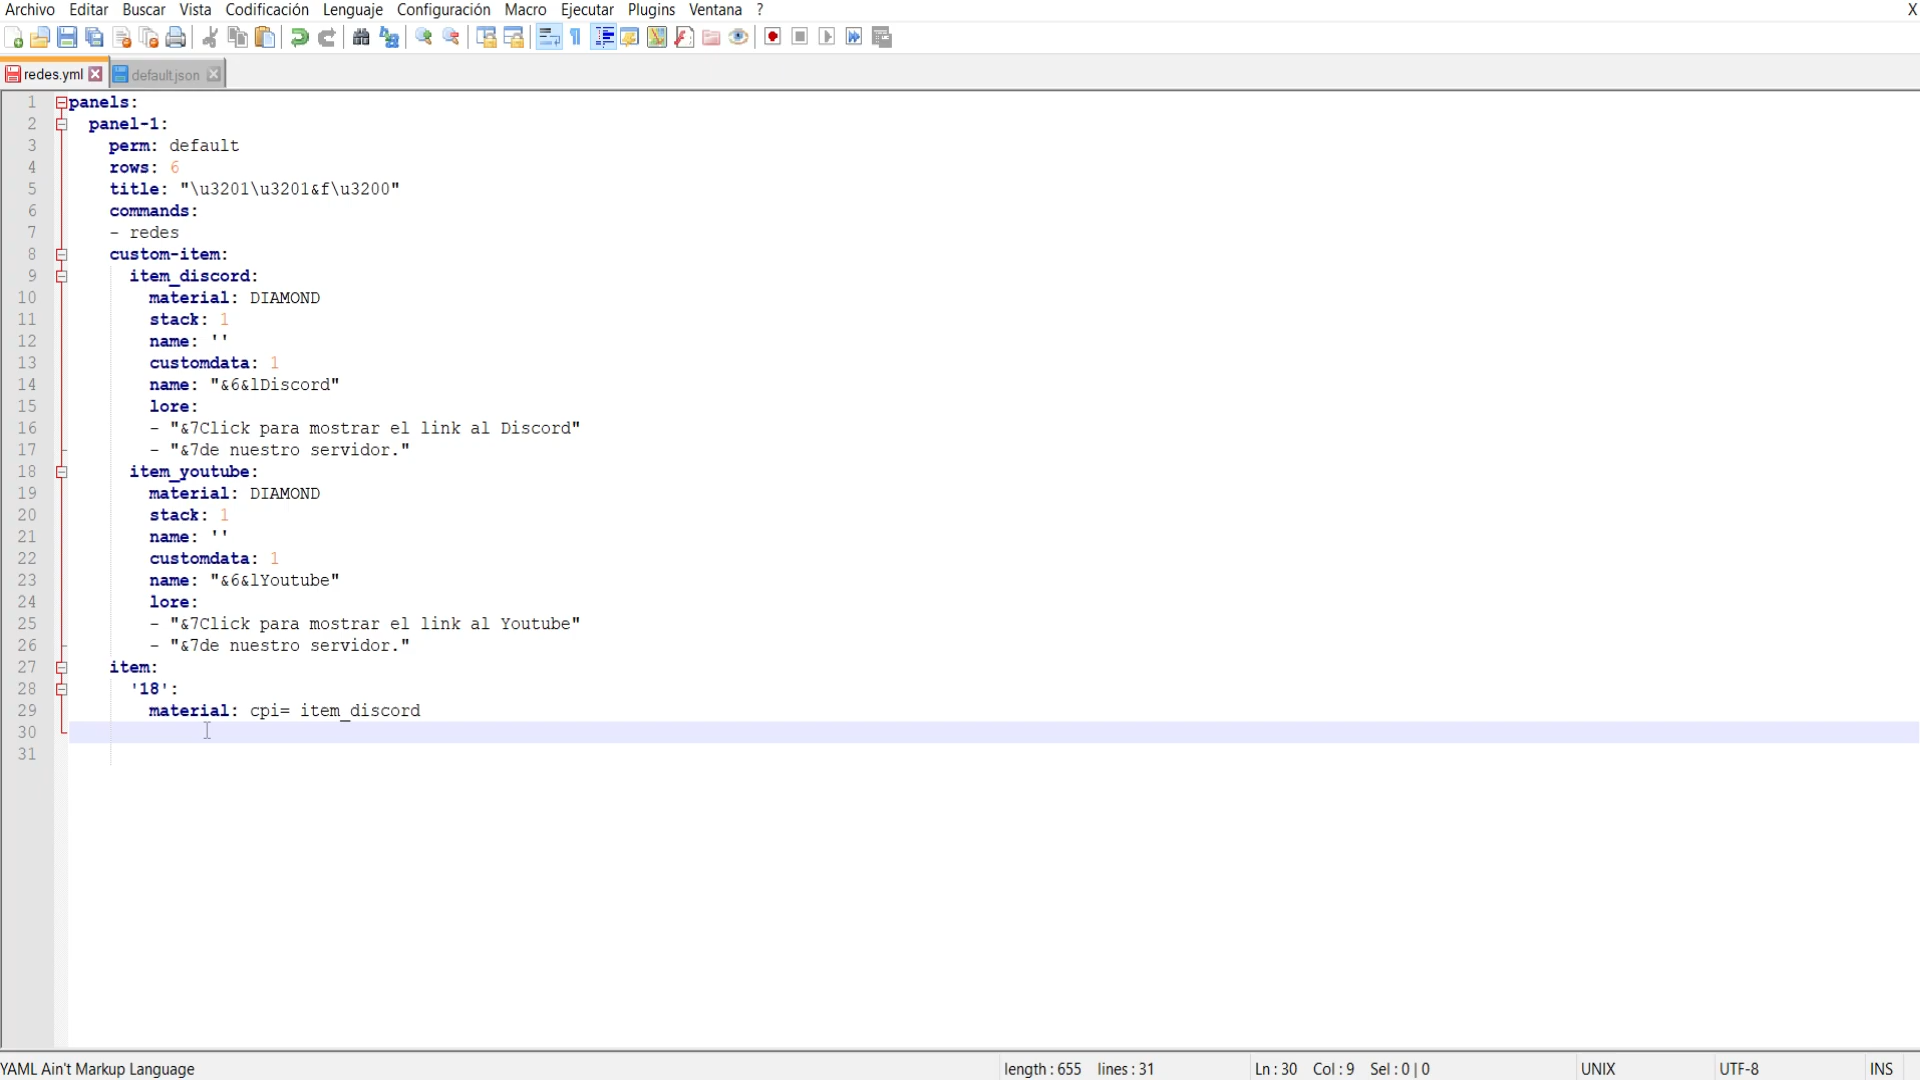 Archivo Editar Buscar Vista Codificación Lenguaje Configuración Macro Ejecutar Plugins Ventana ? X
redes.yml default.json
1 panels:
2 panel-1:
3 perm: default
4 rows: 6
5 title: "\u3201\u3201&f\u3200"
6 commands:
7 - redes
8 custom-item:
9 item_discord:
10 material: DIAMOND
11 stack: 1
12 name: ''
13 customdata: 1
14 name: "&6&lDiscord"
15 lore:
16 - "&7Click para mostrar el link al Discord"
17 - "&7de nuestro servidor."
18 item_youtube:
19 material: DIAMOND
20 stack: 1
21 name: ''
22 customdata: 1
23 name: "&6&lYoutube"
24 lore:
25 - "&7Click para mostrar el link al Youtube"
26 - "&7de nuestro servidor."
27 item:
28 '18':
29 material: cpi= item_discord
30
31
YAML Ain't Markup Language length : 655 lines : 31 Ln : 30 Col : 9 Sel : 0 | 0 UNIX UTF-8 INS